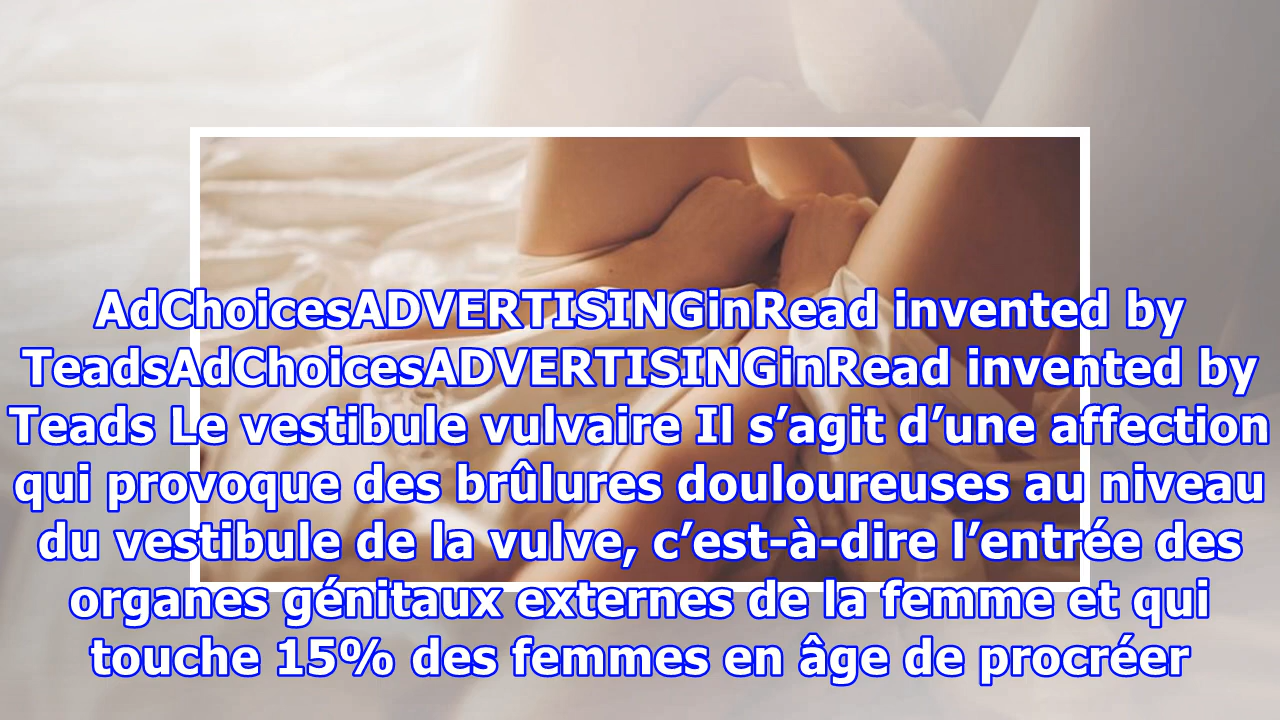 AdChoicesADVERTISINGinRead invented by
TeadsAdChoicesADVERTISINGinRead invented by
Teads Le vestibule vulvaire Il s’agit d’une affection
qui provoque des brûlures douloureuses au niveau
du vestibule de la vulve, c’est-à-dire l’entrée des
organes génitaux externes de la femme et qui
touche 15% des femmes en âge de procréer